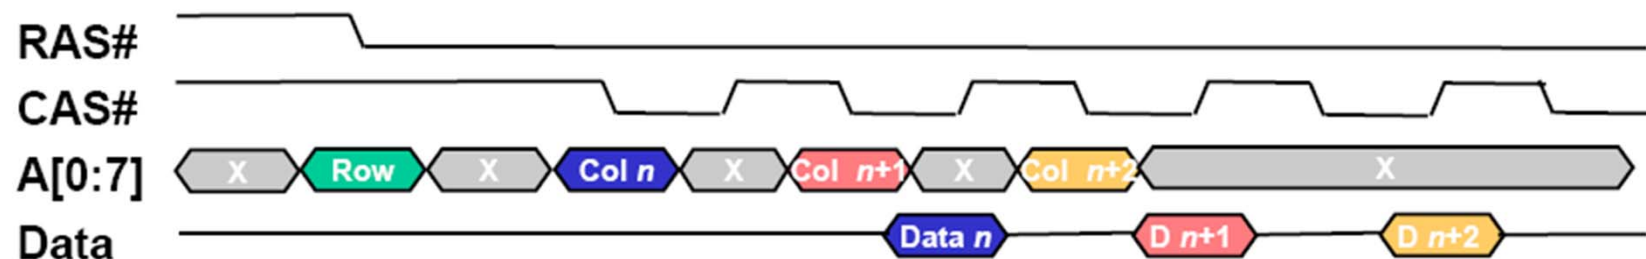 RAS#
CAS#
A[0:7] X Row X Col n X Col n+1 X Col n+2 X
Data Data n D n+1 D n+2